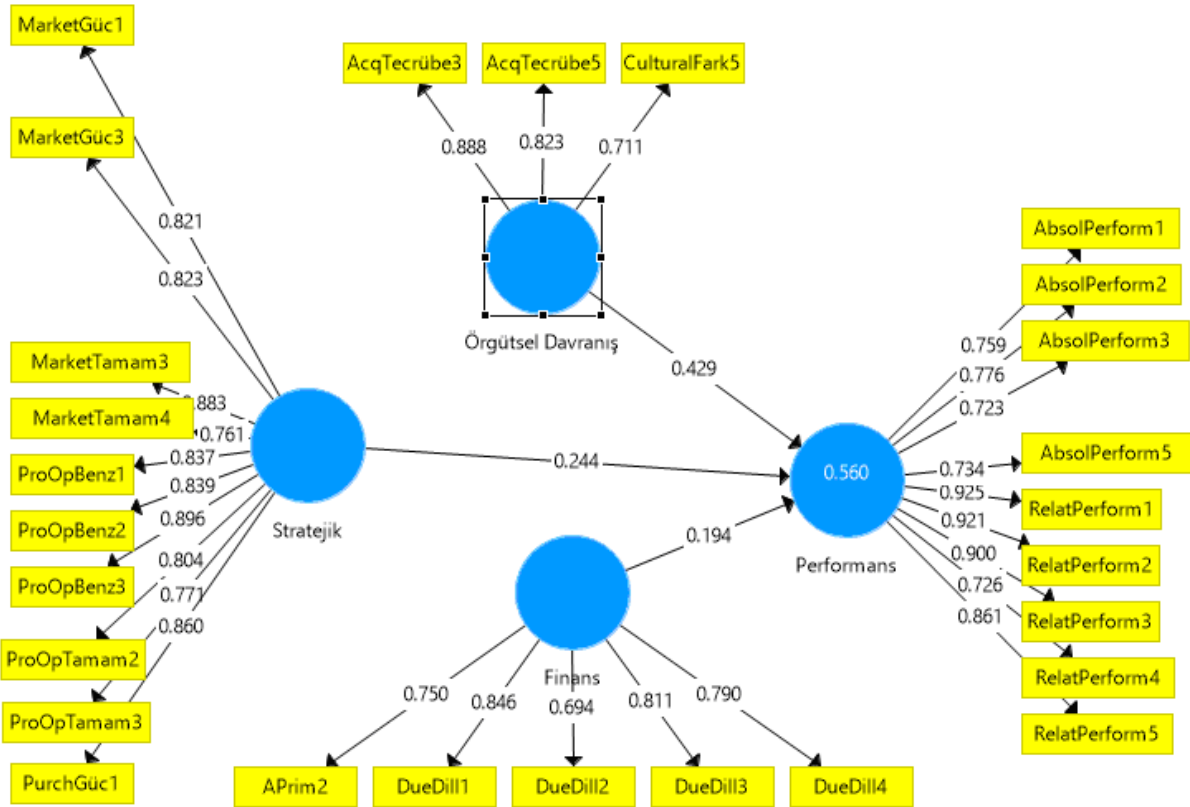 MarketGüc1
MarketGüc3
0.821
0.823
MarketTamam3
MarketTamam4
ProOpBenz1
ProOpBenz2
ProOpBenz3
ProOpTamam2
ProOpTamam3
PurchGüc1
0.883
0.761
0.837
0.839
0.896
0.804
0.771
0.860
Stratejik
AcqTecrübe3
AcqTecrübe5
CulturalFark5
0.888
0.823
0.711
Örgütsel Davranış
0.429
0.244
0.194
0.560
Performans
Finans
0.750
0.846
0.694
0.811
0.790
APrim2
DueDill1
DueDill2
DueDill3
DueDill4
0.759
0.776
0.723
0.734
0.925
0.921
0.900
0.726
0.861
AbsolPerform1
AbsolPerform2
AbsolPerform3
AbsolPerform5
RelatPerform1
RelatPerform2
RelatPerform3
RelatPerform4
RelatPerform5